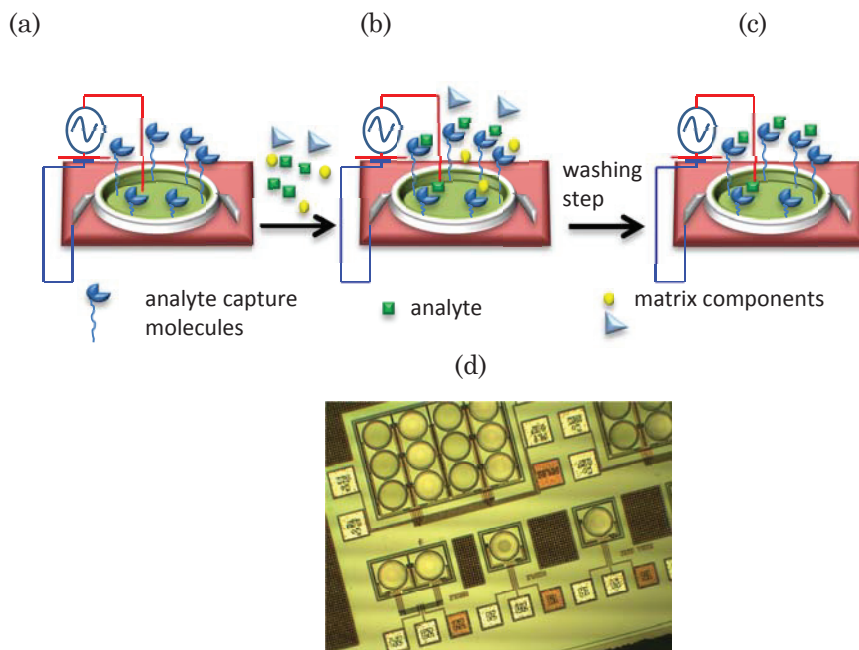 (a)
(b)
(c)
washing
step
analyte capture
molecules
analyte
matrix components
(d)